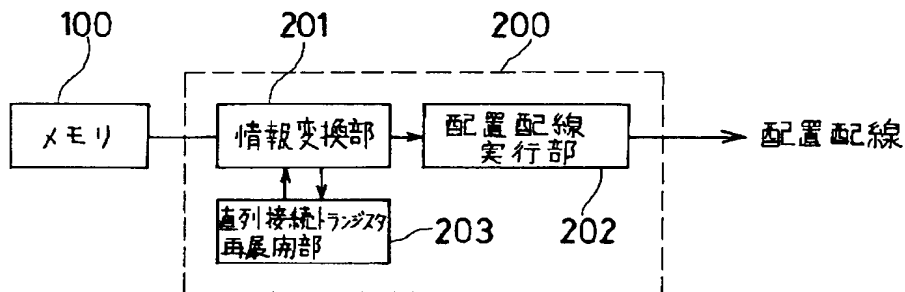 100
201
200
メモリ
情報変換部
配置配線
実行部
配置配線
直列接続トランジスタ
再展開部
203
202